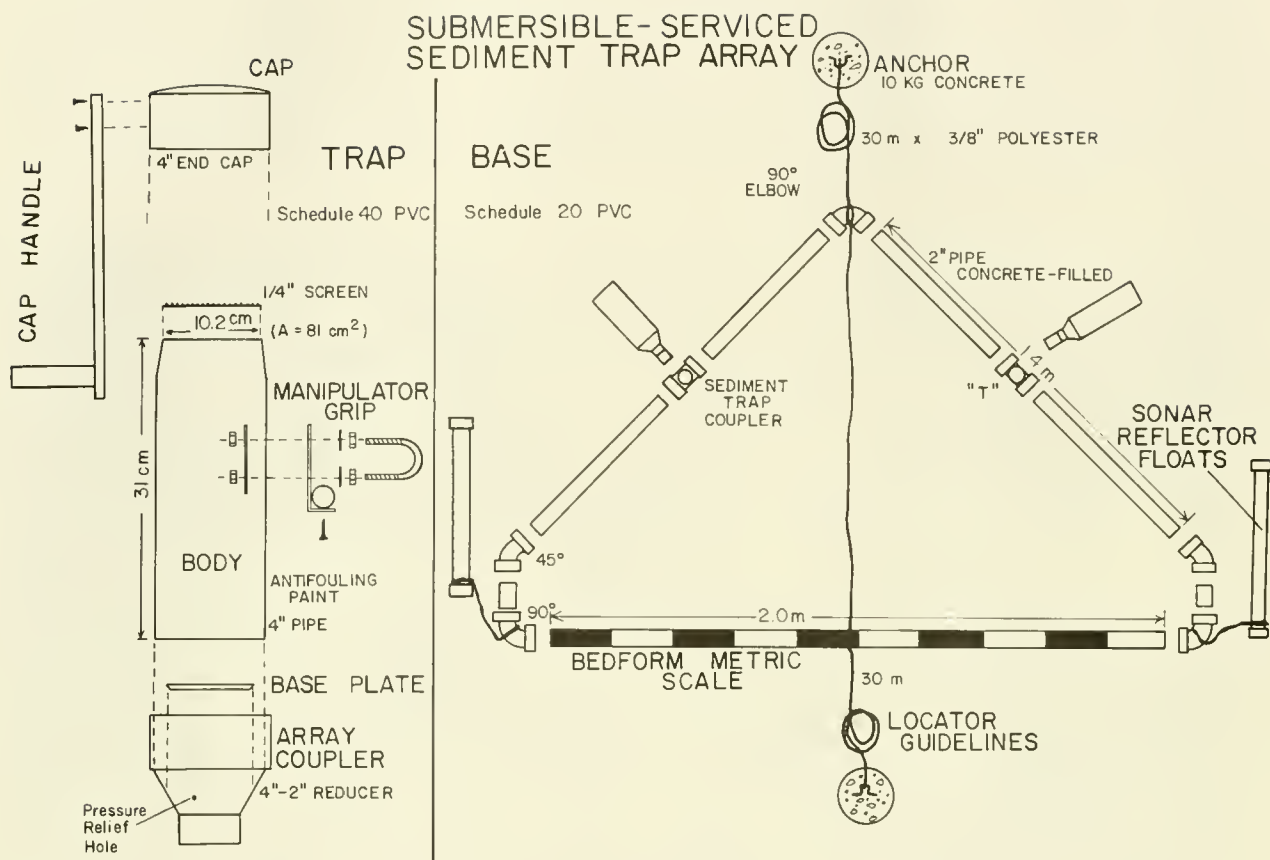 SUBMERSIBLE-SERVICED
SEDIMENT TRAP ARRAY
CAP
4" END CAP
CAP HANDLE
TRAP
Schedule 40 PVC
1/4" SCREEN
10.2 cm
(A = 81 cm²)
31 cm
MANIPULATOR
GRIP
BODY
ANTIFOULING
PAINT
4" PIPE
BASE PLATE
ARRAY
COUPLER
4"-2" REDUCER
Pressure
Relief
Hole
BASE
Schedule 20 PVC
ANCHOR
10 KG CONCRETE
30 m x 3/8" POLYESTER
90°
ELBOW
2" PIPE
CONCRETE-FILLED
4 m
SEDIMENT
TRAP
COUPLER
"T"
SONAR
REFLECTOR
FLOATS
45°
90°
2.0 m
BEDFORM METRIC
SCALE
30 m
LOCATOR
GUIDELINES